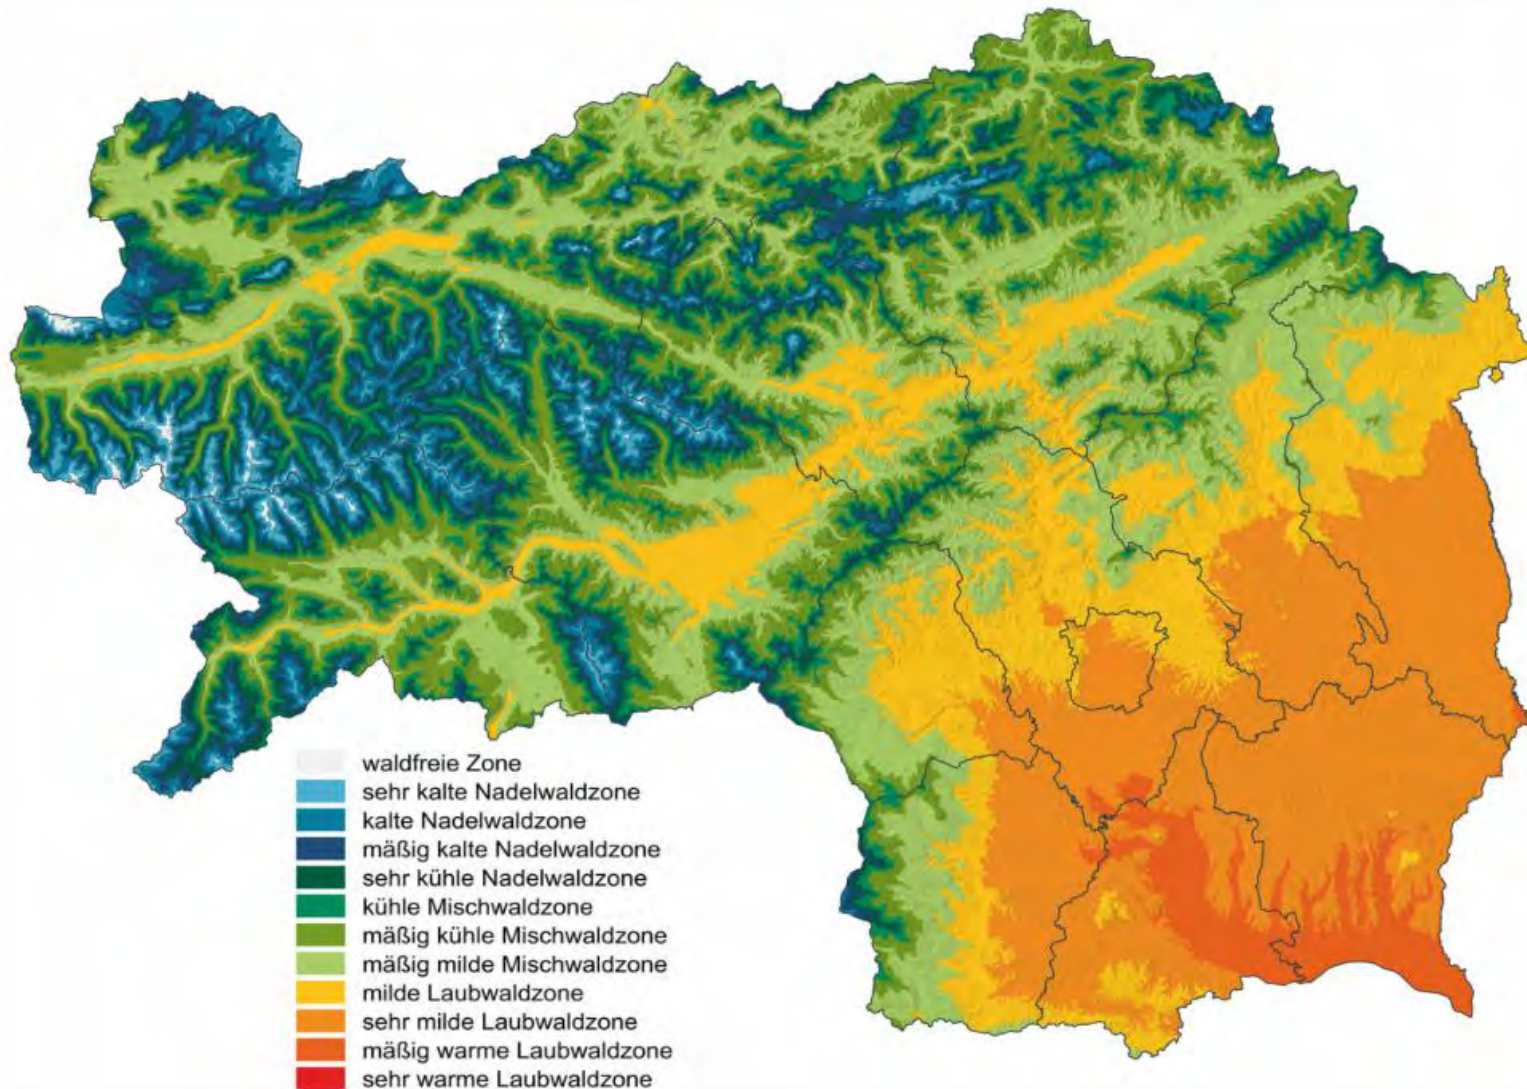 waldfreie Zone
sehr kalte Nadelwaldzone
kalte Nadelwaldzone
mäßig kalte Nadelwaldzone
sehr kühle Nadelwaldzone
kühle Mischwaldzone
mäßig kühle Mischwaldzone
mäßig milde Mischwaldzone
milde Laubwaldzone
sehr milde Laubwaldzone
mäßig warme Laubwaldzone
sehr warme Laubwaldzone